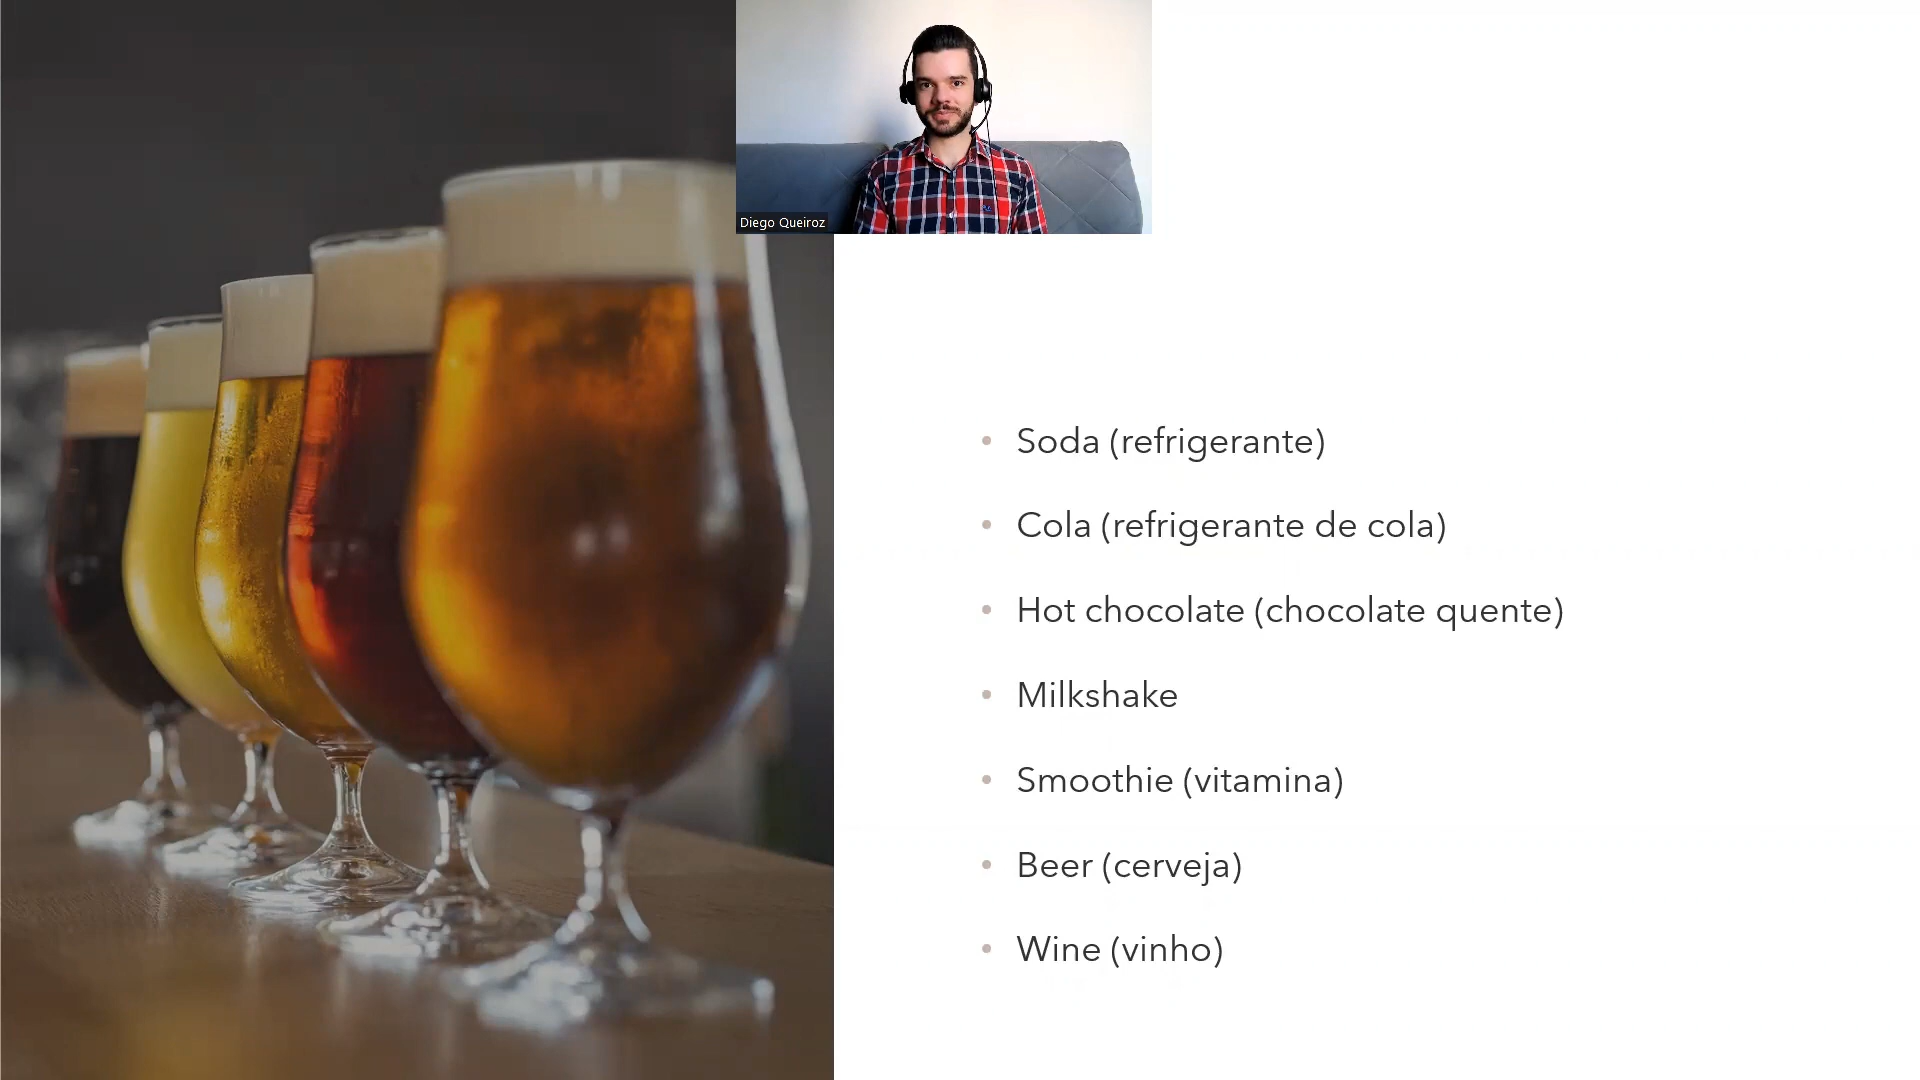 Diego Queiroz
Soda (refrigerante)
Cola (refrigerante de cola)
Hot chocolate (chocolate quente)
Milkshake
Smoothie (vitamina)
Beer (cerveja)
Wine (vinho)